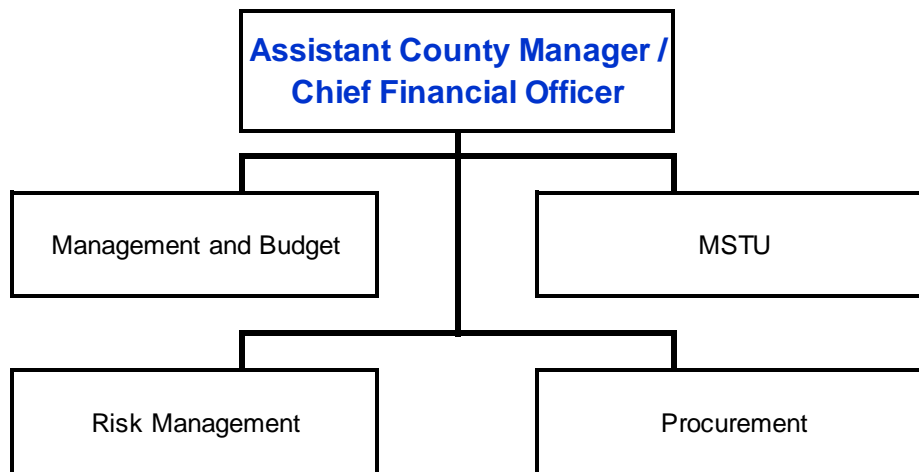 Assistant County Manager /
Chief Financial Officer
Management and Budget
MSTU
Risk Management
Procurement